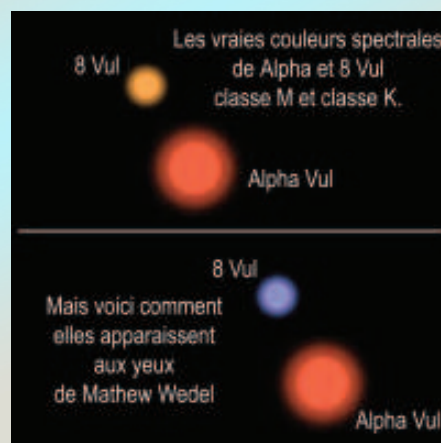 Les vraies couleurs spectrales
8 Vul
de Alpha et 8 Vul
classe M et classe K.
Alpha Vul
8 Vul
Mais voici comment
elles apparaissent
aux yeux
de Mathew Wedel
Alpha Vul